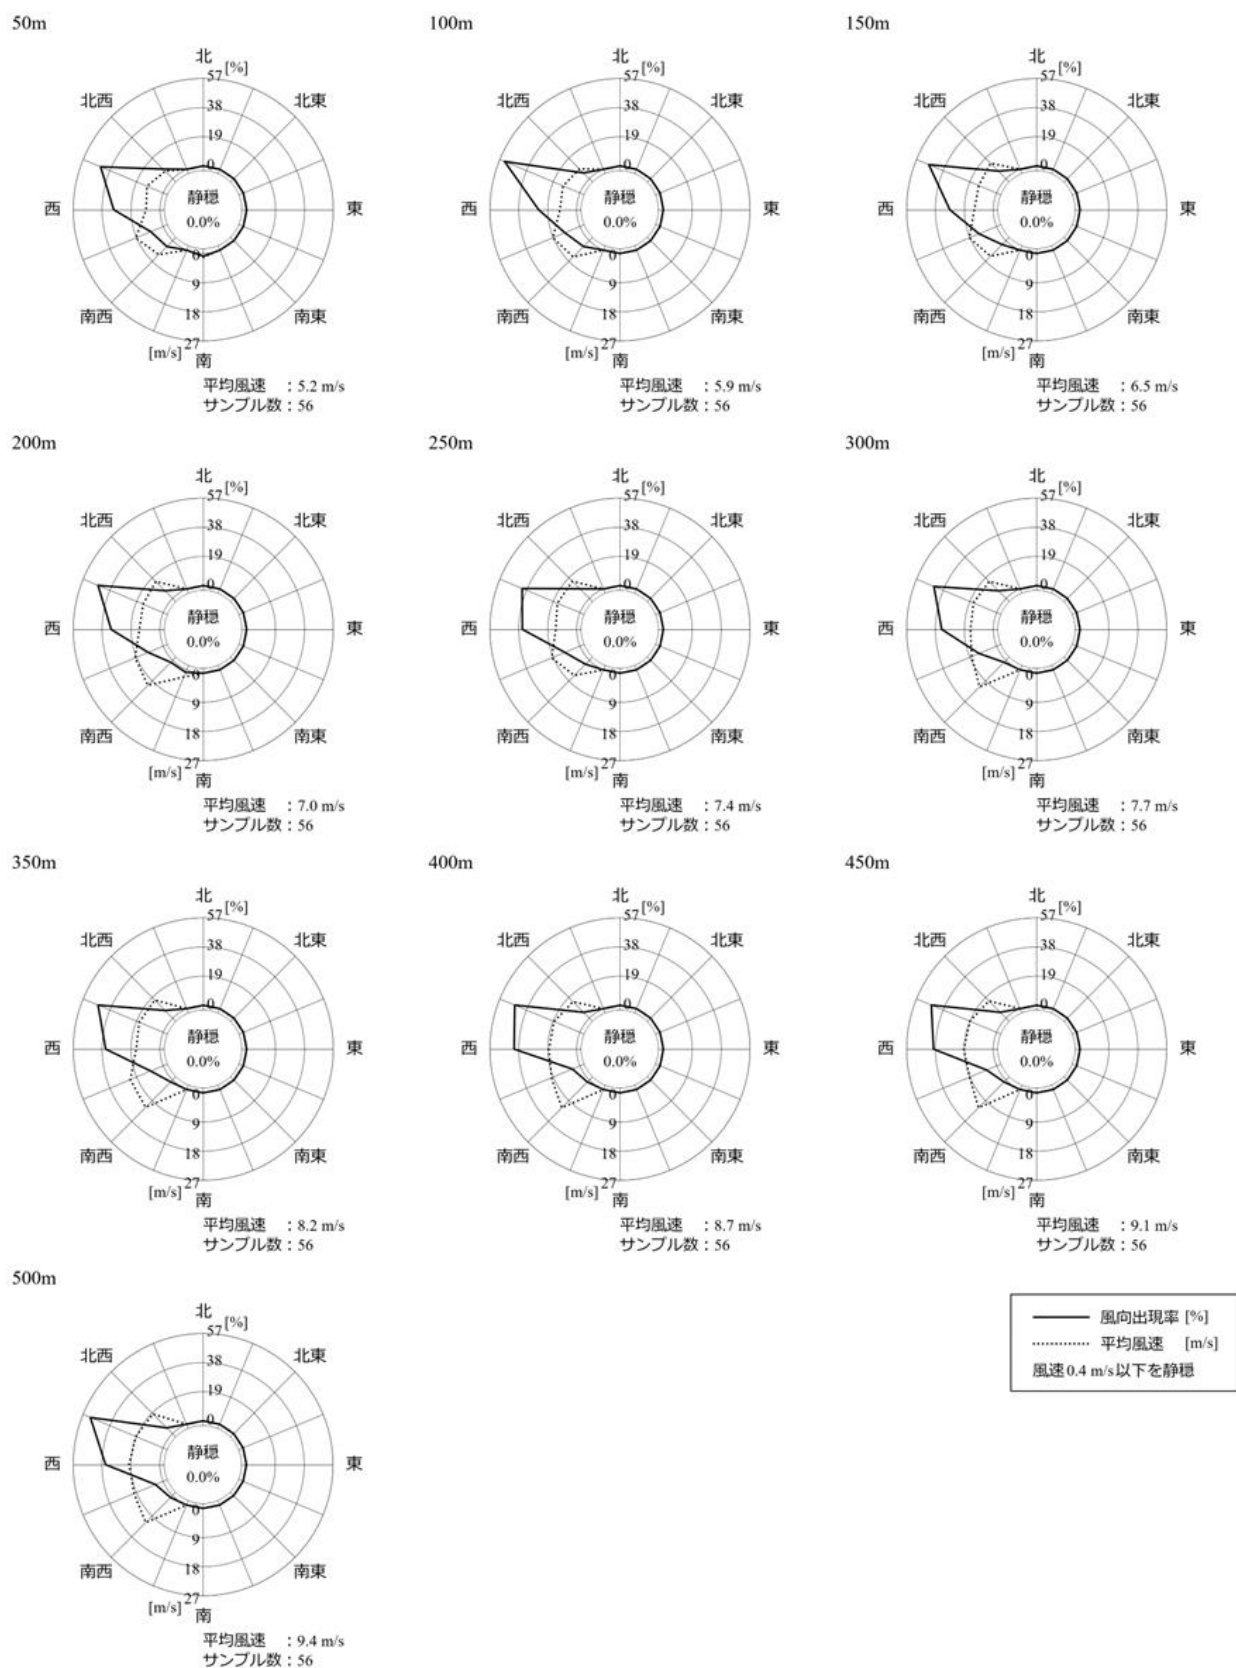 50m
北
[%]
57
北西
北東
38
19
0
静穏
西
東
0.0%
0
9
南西
南東
18
27
[m/s]
南
平均風速 : 5.2 m/s
サンプル数 : 56
100m
北
[%]
57
北西
北東
38
19
0
静穏
西
東
0.0%
0
9
南西
南東
18
27
[m/s]
南
平均風速 : 5.9 m/s
サンプル数 : 56
150m
北
[%]
57
北西
北東
38
19
0
静穏
西
東
0.0%
0
9
南西
南東
18
27
[m/s]
南
平均風速 : 6.5 m/s
サンプル数 : 56
200m
北
[%]
57
北西
北東
38
19
0
静穏
西
東
0.0%
0
9
南西
南東
18
27
[m/s]
南
平均風速 : 7.0 m/s
サンプル数 : 56
250m
北
[%]
57
北西
北東
38
19
0
静穏
西
東
0.0%
0
9
南西
南東
18
27
[m/s]
南
平均風速 : 7.4 m/s
サンプル数 : 56
300m
北
[%]
57
北西
北東
38
19
0
静穏
西
東
0.0%
0
9
南西
南東
18
27
[m/s]
南
平均風速 : 7.7 m/s
サンプル数 : 56
350m
北
[%]
57
北西
北東
38
19
0
静穏
西
東
0.0%
0
9
南西
南東
18
27
[m/s]
南
平均風速 : 8.2 m/s
サンプル数 : 56
400m
北
[%]
57
北西
北東
38
19
0
静穏
西
東
0.0%
0
9
南西
南東
18
27
[m/s]
南
平均風速 : 8.7 m/s
サンプル数 : 56
450m
北
[%]
57
北西
北東
38
19
0
静穏
西
東
0.0%
0
9
南西
南東
18
27
[m/s]
南
平均風速 : 9.1 m/s
サンプル数 : 56
500m
北
[%]
57
北西
北東
38
19
0
静穏
西
東
0.0%
0
9
南西
南東
18
27
[m/s]
南
平均風速 : 9.4 m/s
サンプル数 : 56
風向出現率 [%]
平均風速 [m/s]
風速0.4 m/s以下を静穏